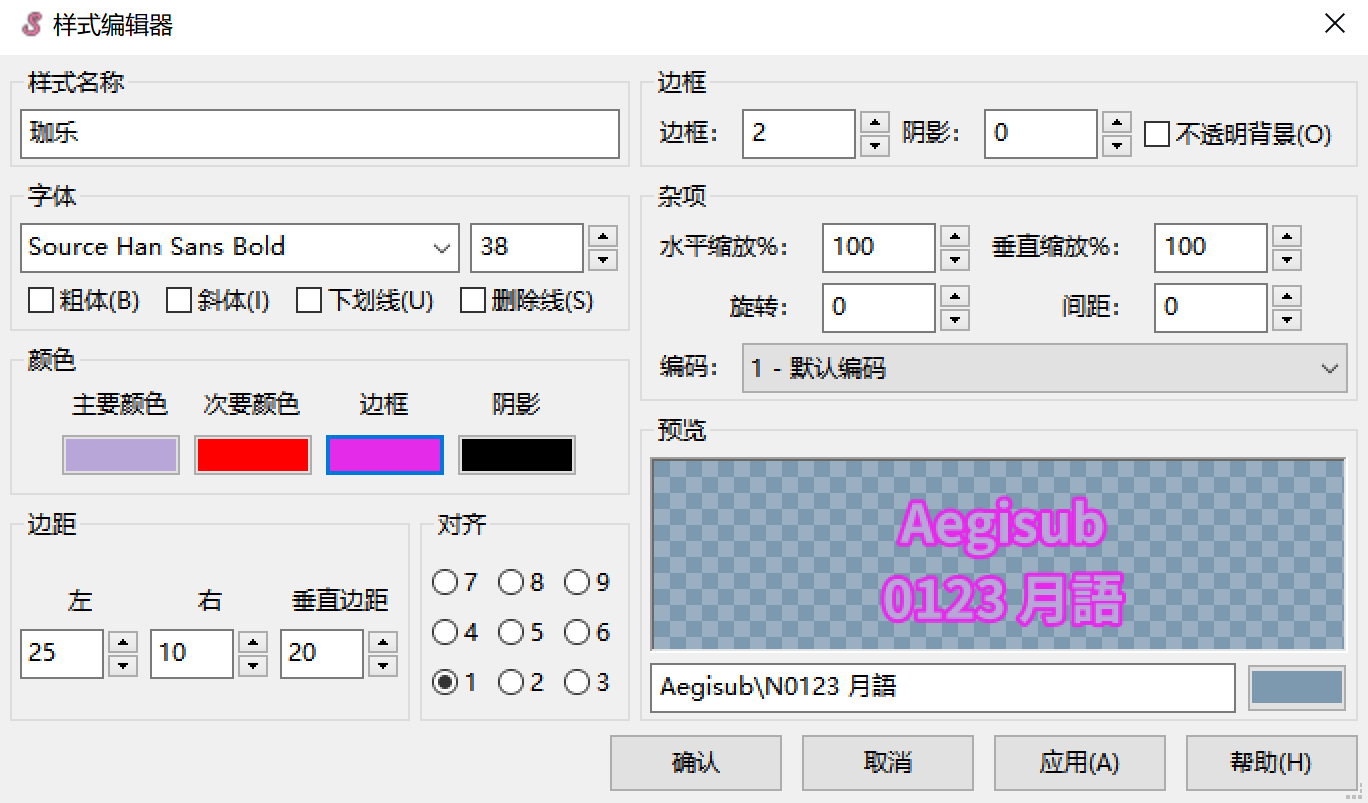 样式编辑器
样式名称
珈乐
字体
Source Han Sans Bold
38
粗体(B) 斜体(I) 下划线(U) 删除线(S)
颜色
主要颜色 次要颜色 边框 阴影
边距
左 右 垂直边距
25 10 20
对齐
7 8 9
4 5 6
1 2 3
边框
边框： 2 阴影： 0 不透明背景(O)
杂项
水平缩放%： 100 垂直缩放%： 100
旋转： 0 间距： 0
编码： 1 - 默认编码
预览
Aegisub
0123 月語
Aegisub\N0123 月語
确认 取消 应用(A) 帮助(H)